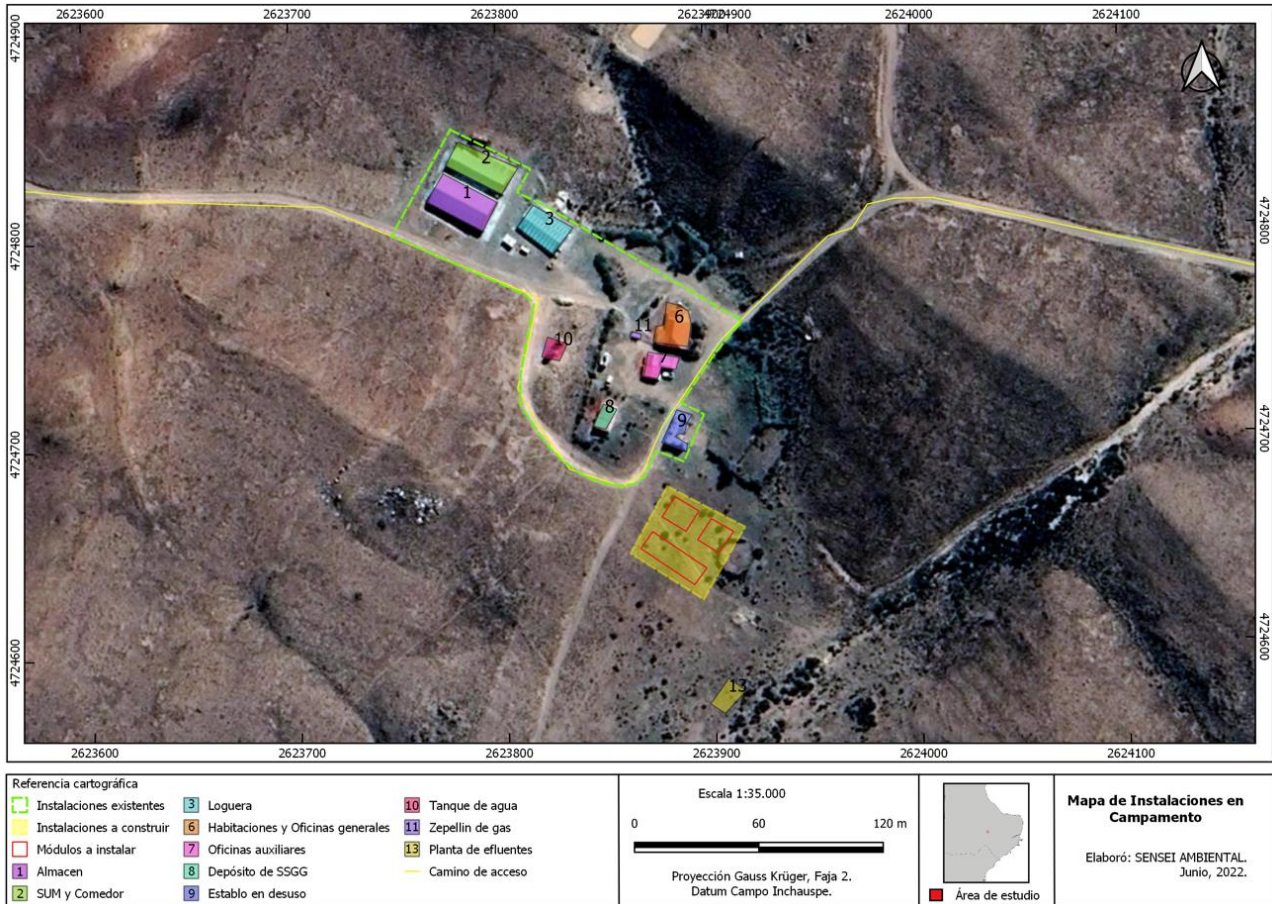 2623600 2623700 2623800 2623900 4724900 2624000 2624100
4724900
4724800
4724700
4724600
4724800
4724700
4724600
2
1
3
6
11
10
7
8
9
13
2623600 2623700 2623800 2623900 2624000 2624100
Referencia cartográfica
Instalaciones existentes
Instalaciones a construir
Módulos a instalar
1 Almacen
2 SUM y Comedor
3 Loguera
6 Habitaciones y Oficinas generales
7 Oficinas auxiliares
8 Depósito de SSGG
9 Establo en desuso
10 Tanque de agua
11 Zepellin de gas
13 Planta de efluentes
Camino de acceso
Escala 1:35.000
0 60 120 m
Proyección Gauss Krüger, Faja 2.
Datum Campo Inchauspe.
Área de estudio
Mapa de Instalaciones en
Campamento
Elaboró: SENSEI AMBIENTAL.
Junio, 2022.